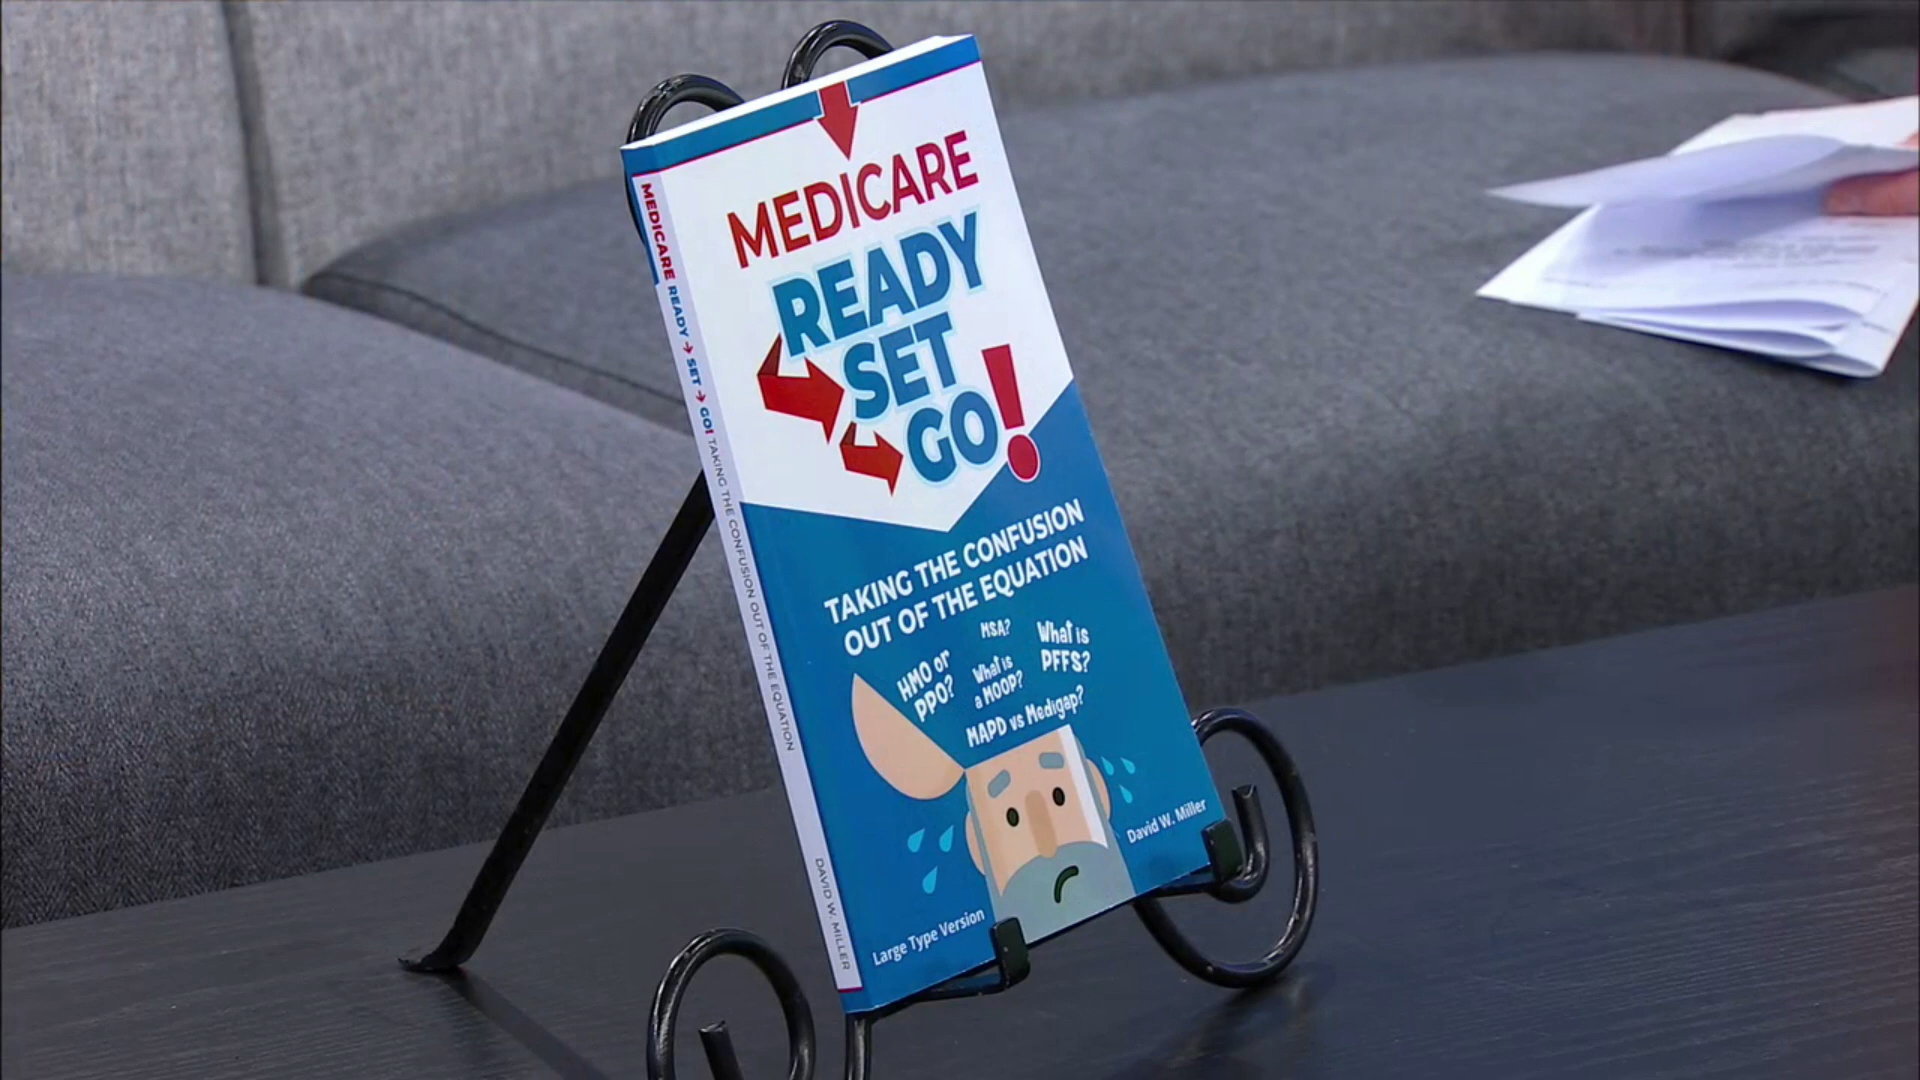 MEDICARE READY → SET → GO! TAKING THE CONFUSION OUT OF THE EQUATION
DAVID W. MILLER
MEDICARE
READY
SET
GO!
TAKING THE CONFUSION
OUT OF THE EQUATION
MSA?
What is
PFFS?
HMO or
PPO?
What is
a MOOP?
MAPD vs Medigap?
David W. Miller
Large Type Version